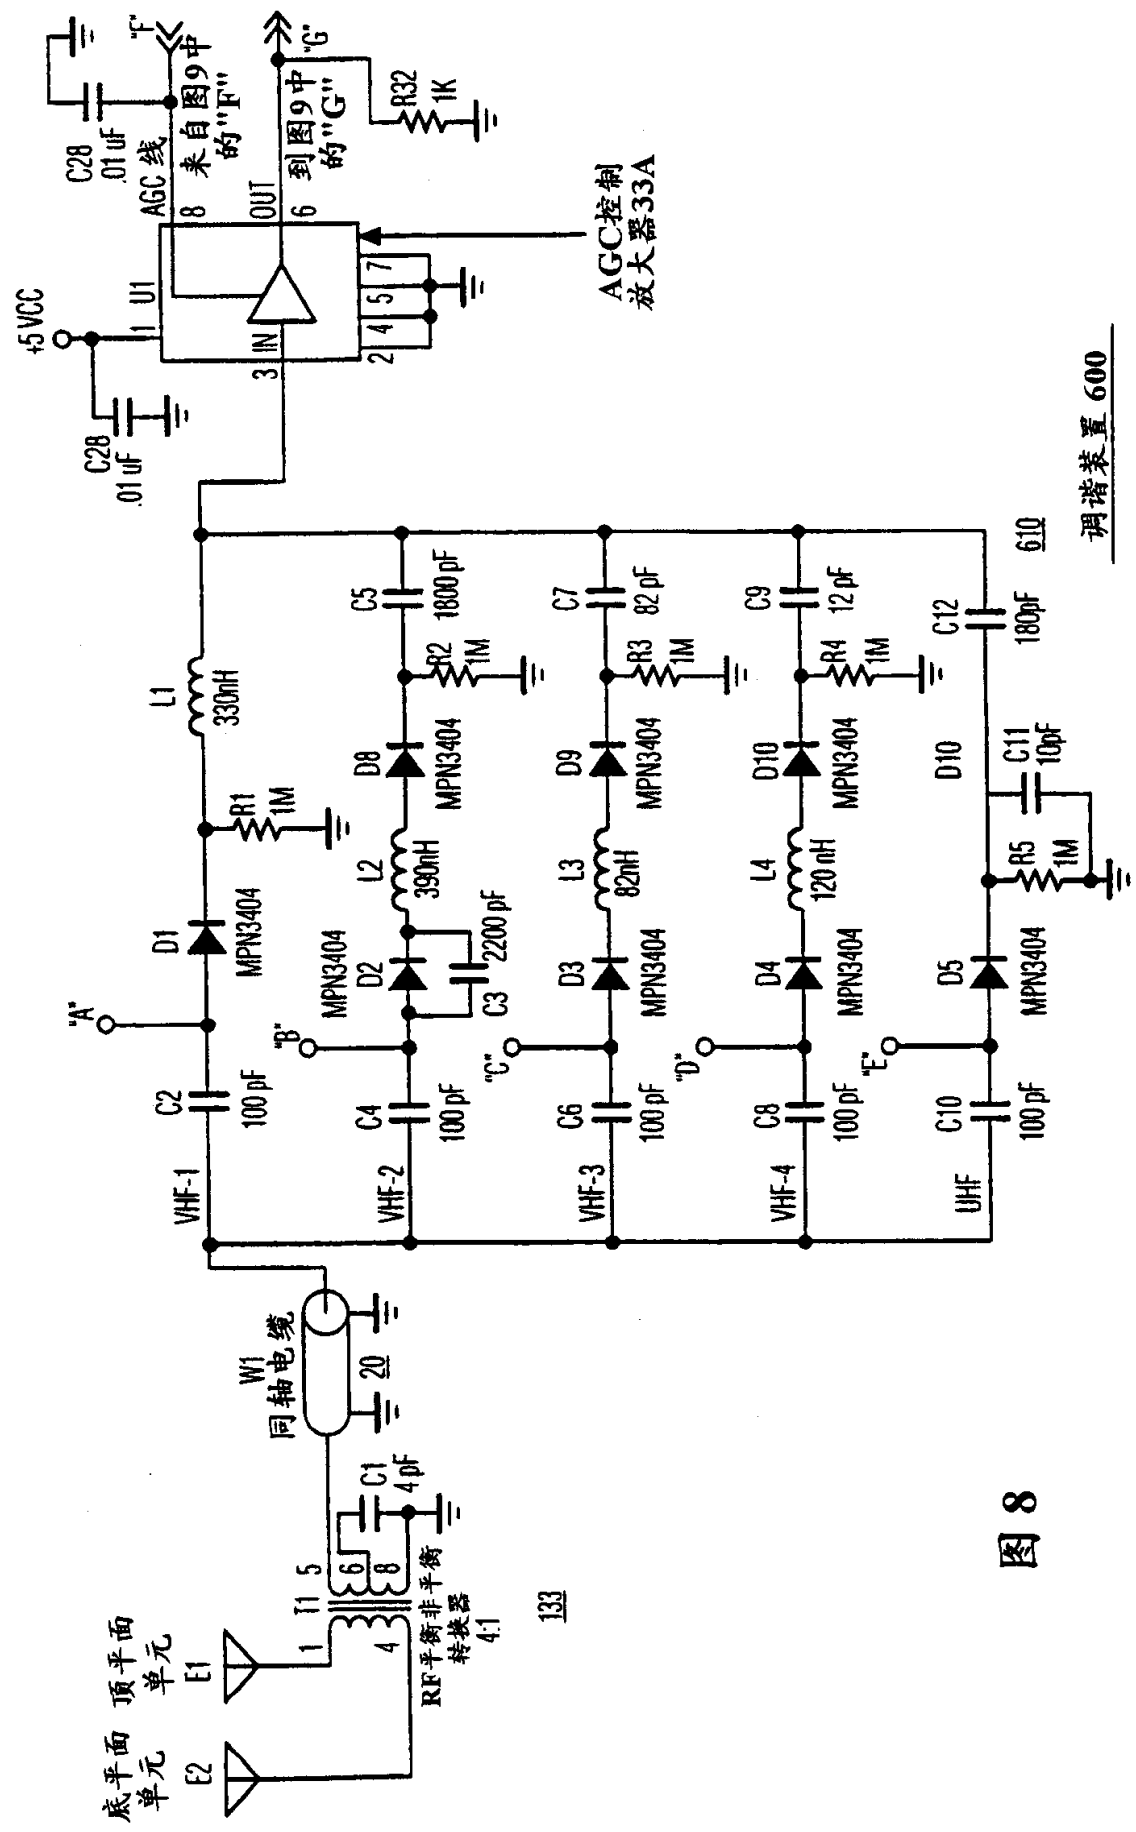 底平面
单元
E2
顶平面
单元
E1
1
4
T1
5
6
8
RF平衡非平衡
转换器
4:1
133
C1
4 pF
W1
同轴电缆
20
VHF-1
C2
100 pF
"A"
D1
MPN3404
R1
1M
L1
330nH
VHF-2
C4
100 pF
"B"
MPN3404
D2
C3
2200 pF
L2
390nH
D8
MPN3404
R2
1M
C5
1800 pF
VHF-3
C6
100 pF
"C"
D3
MPN3404
L3
82nH
D9
MPN3404
R3
1M
C7
82 pF
VHF-4
C8
100 pF
"D"
D4
MPN3404
L4
120 nH
D10
MPN3404
R4
1M
C9
12 pF
UHF
C10
100 pF
"E"
D5
MPN3404
R5
1M
D10
C11
10pF
C12
180pF
610
+5 VCC
C28
.01 uF
1
U1
3
IN
2
4
5
7
AGC 线
8
OUT
6
C28
.01 uF
"F"
来自图9中
的"F"
"G"
到图9中
的"G"
R32
1K
AGC控制
放大器33A
调谐装置 600
图 8